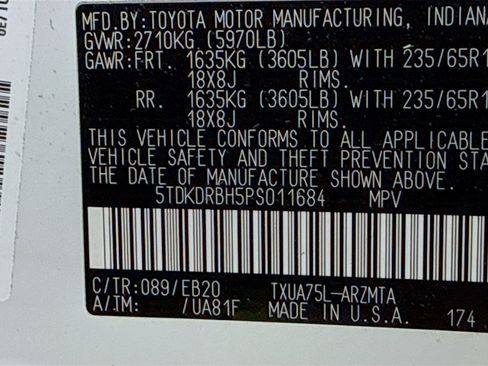 MFD.BY:TOYOTA MOTOR MANUFACTURING, INDIANA
GVWR:2710KG (5970LB)
GAWR:FRT. 1635KG (3605LB) WITH 235/65R1
18X8J RIMS.
RR. 1635KG (3605LB) WITH 235/65R1
18X8J RIMS.
THIS VEHICLE CONFORMS TO ALL APPLICABLE
VEHICLE SAFETY AND THEFT PREVENTION STA
THE DATE OF MANUFACTURE SHOWN ABOVE.
5TDKDRBH5PS011684 MPV
C/TR:089/EB20 TXUA75L-ARZMTA
A/TM: /UA81F MADE IN U.S.A. 174